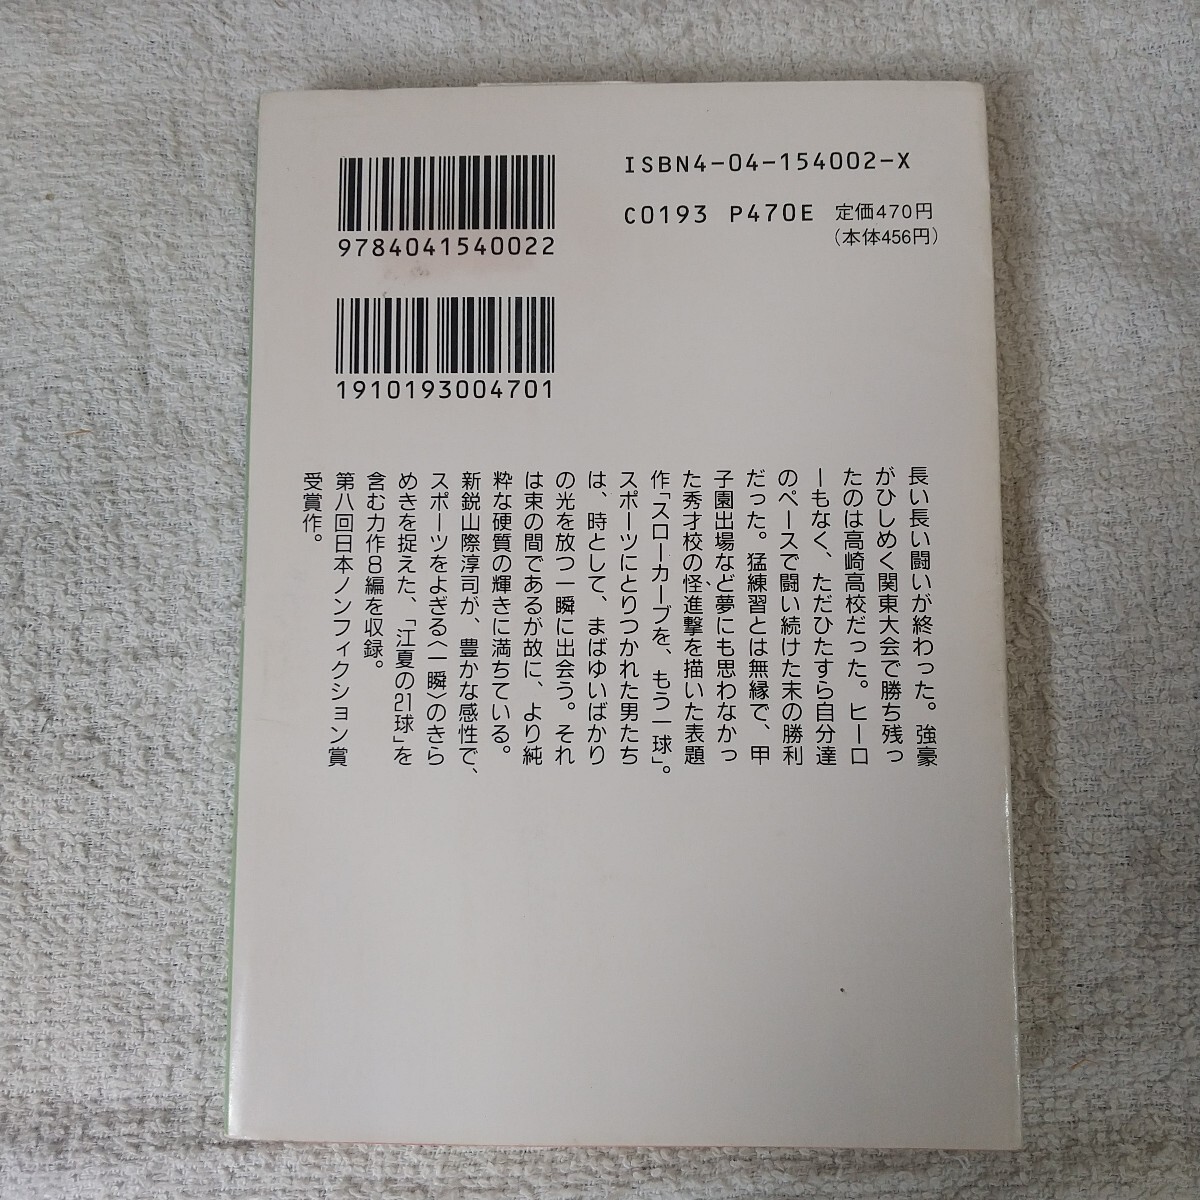 ISBN4-04-154002-X
C0193 P470E 定価470円
(本体456円)
9784041540022
1910193004701
長い長い闘いが終わった。強豪
がひしめく関東大会で勝ち残っ
たのは高崎高校だった。ヒーロ
ーもなく、ただひたすら自分達
のペースで闘い続けた末の勝利
だった。猛練習とは無縁で、甲
子園出場など夢にも思わなかっ
た秀才校の怪進撃を描いた表題
作「スローカーブを、もう一球」。
スポーツにとりつかれた男たち
は、時として、まばゆいばかり
の光を放つ一瞬に出会う。それ
は束の間であるが故に、より純
粋な硬質の輝きに満ちている。
新鋭山際淳司が、豊かな感性で、
スポーツをよぎる〈一瞬〉のきら
めきを捉えた、「江夏の21球」を
含む力作8編を収録。
第八回日本ノンフィクション賞
受賞作。